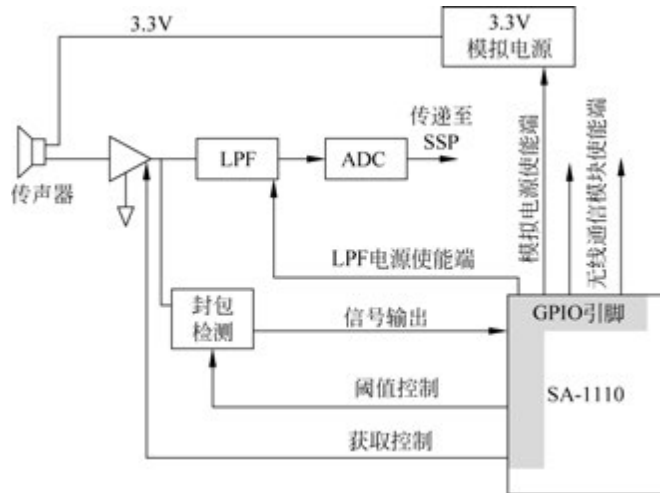 3.3V
3.3V
模拟电源
传声器
LPF
ADC
传递至
SSP
模拟电源使能端
无线通信模块使能端
LPF电源使能端
封包
检测
信号输出
GPIO引脚
SA-1110
阈值控制
获取控制